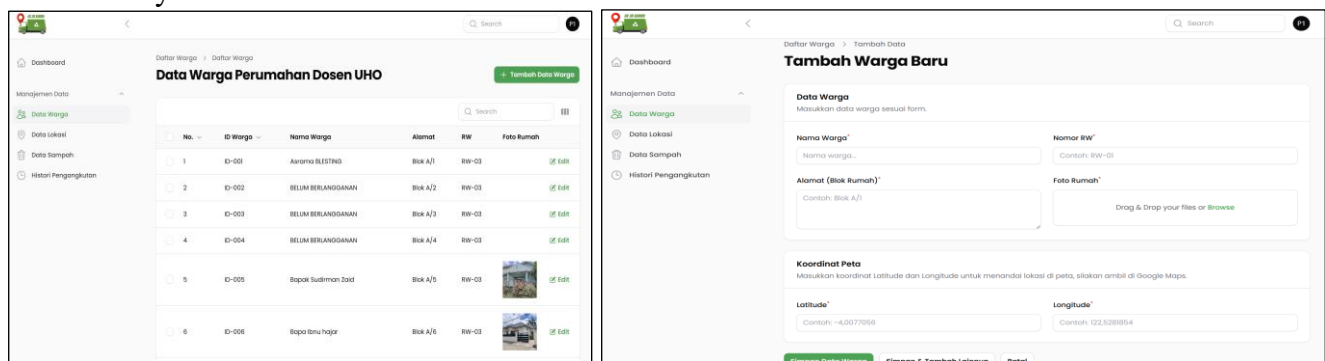 Search
P1
Dashboard
Manajemen Data
Data Warga
Data Lokasi
Data Sampah
Histori Pengangkutan
Daftar Warga > Daftar Warga
Data Warga Perumahan Dosen UHO
+ Tambah Data Warga
Search
No. ID Warga Nama Warga Alamat RW Foto Rumah
1 ID-001 Asrama BLESTING Blok A/1 RW-03 Edit
2 ID-002 BELUM BERLANGGANAN Blok A/2 RW-03 Edit
3 ID-003 BELUM BERLANGGANAN Blok A/3 RW-03 Edit
4 ID-004 BELUM BERLANGGANAN Blok A/4 RW-03 Edit
5 ID-005 Bapak Sudirman Zaid Blok A/5 RW-03 Edit
6 ID-006 Bapa Ibnu hajar Blok A/6 RW-03 Edit
Search
P1
Dashboard
Manajemen Data
Data Warga
Data Lokasi
Data Sampah
Histori Pengangkutan
Daftar Warga > Tambah Data
Tambah Warga Baru
Data Warga
Masukkan data warga sesuai form.
Nama Warga* Nomor RW*
Nama warga... Contoh: RW-01
Alamat (Blok Rumah)* Foto Rumah*
Contoh: Blok A/1 Drag & Drop your files or Browse
Koordinat Peta
Masukkan koordinat Latitude dan Longitude untuk menandai lokasi di peta, silakan ambil di Google Maps.
Latitude* Longitude*
Contoh: -4,0077056 Contoh: 122,5281854
Simpan Data Warga Simpan & Tambah Lainnya Batal